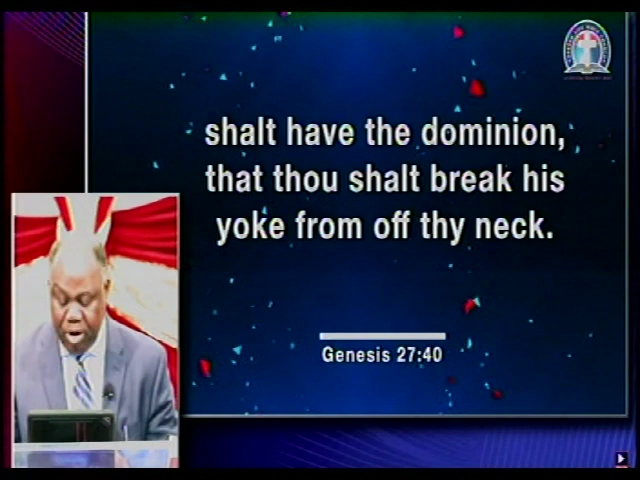 shalt have the dominion,
that thou shalt break his
yoke from off thy neck.
Genesis 27:40